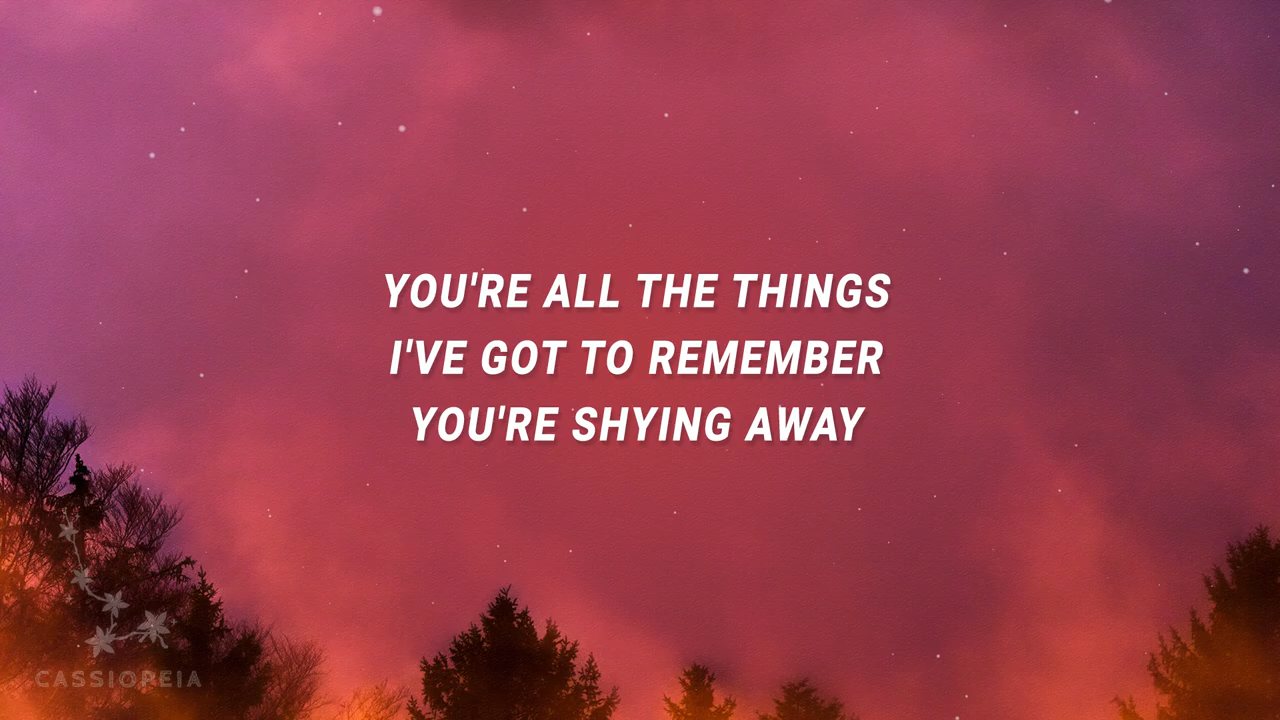 YOU'RE ALL THE THINGS
I'VE GOT TO REMEMBER
YOU'RE SHYING AWAY
CASSIOPEIA